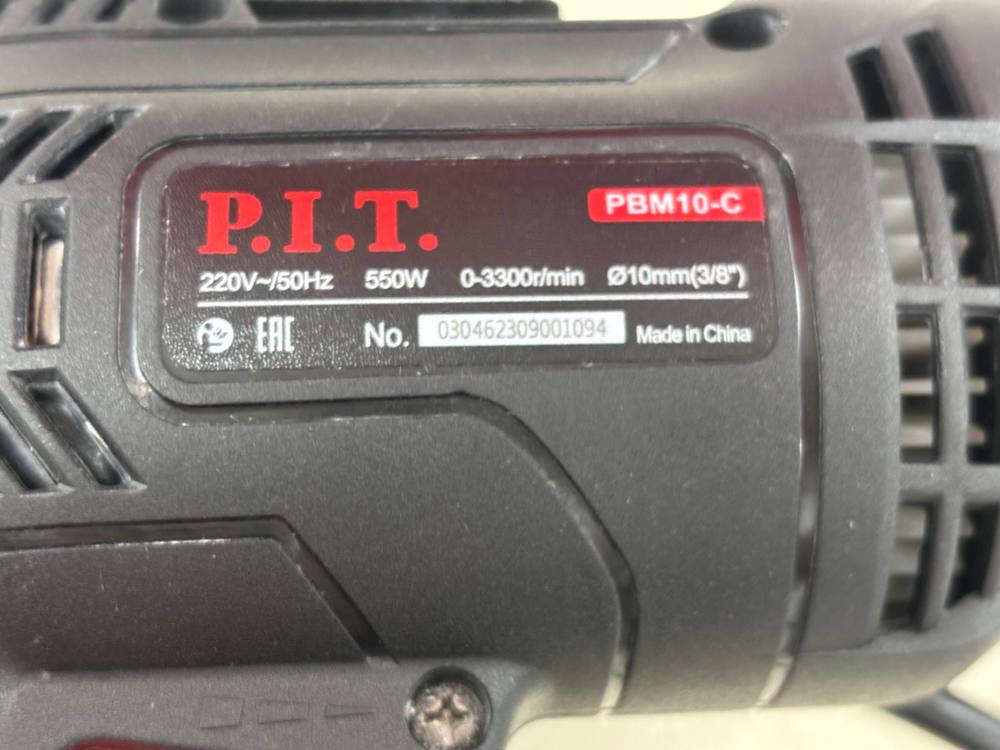 P.I.T.
PBM10-C
220V~/50Hz 550W 0-3300r/min Ø10mm(3/8")
EAC No. 030462309001094 Made in China